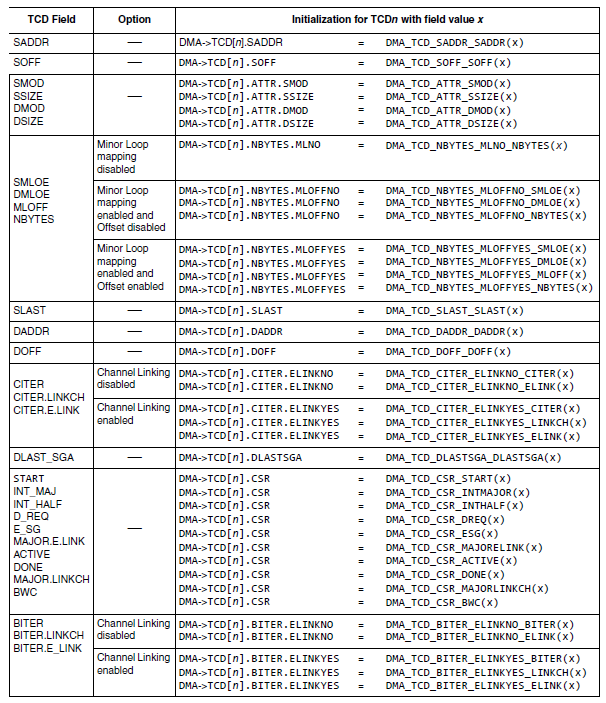 TCD Field Option Initialization for TCDn with field value x
SADDR — DMA->TCD[n].SADDR = DMA_TCD_SADDR_SADDR(x)
SOFF — DMA->TCD[n].SOFF = DMA_TCD_SOFF_SOFF(x)
SMOD DMA->TCD[n].ATTR.SMOD = DMA_TCD_ATTR_SMOD(x)
SSIZE — DMA->TCD[n].ATTR.SSIZE = DMA_TCD_ATTR_SSIZE(x)
DMOD DMA->TCD[n].ATTR.DMOD = DMA_TCD_ATTR_DMOD(x)
DSIZE DMA->TCD[n].ATTR.DSIZE = DMA_TCD_ATTR_DSIZE(x)
SMLOE
DMLOE
MLOFF
NBYTES
Minor Loop DMA->TCD[n].NBYTES.MLNO = DMA_TCD_NBYTES_MLNO_NBYTES(x)
mapping
disabled
Minor Loop DMA->TCD[n].NBYTES.MLOFFNO = DMA_TCD_NBYTES_MLOFFNO_SMLOE(x)
mapping DMA->TCD[n].NBYTES.MLOFFNO = DMA_TCD_NBYTES_MLOFFNO_DMLOE(x)
enabled and DMA->TCD[n].NBYTES.MLOFFNO = DMA_TCD_NBYTES_MLOFFNO_NBYTES(x)
Offset disabled
Minor Loop DMA->TCD[n].NBYTES.MLOFFYES = DMA_TCD_NBYTES_MLOFFYES_SMLOE(x)
mapping DMA->TCD[n].NBYTES.MLOFFYES = DMA_TCD_NBYTES_MLOFFYES_DMLOE(x)
enabled and DMA->TCD[n].NBYTES.MLOFFYES = DMA_TCD_NBYTES_MLOFFYES_MLOFF(x)
Offset enabled DMA->TCD[n].NBYTES.MLOFFYES = DMA_TCD_NBYTES_MLOFFYES_NBYTES(x)
SLAST — DMA->TCD[n].SLAST = DMA_TCD_SLAST_SLAST(x)
DADDR — DMA->TCD[n].DADDR = DMA_TCD_DADDR_DADDR(x)
DOFF — DMA->TCD[n].DOFF = DMA_TCD_DOFF_DOFF(x)
CITER
CITER.LINKCH
CITER.E.LINK
Channel Linking DMA->TCD[n].CITER.ELINKNO = DMA_TCD_CITER_ELINKNO_CITER(x)
disabled DMA->TCD[n].CITER.ELINKNO = DMA_TCD_CITER_ELINKNO_ELINK(x)
Channel Linking DMA->TCD[n].CITER.ELINKYES = DMA_TCD_CITER_ELINKYES_CITER(x)
enabled DMA->TCD[n].CITER.ELINKYES = DMA_TCD_CITER_ELINKYES_LINKCH(x)
DMA->TCD[n].CITER.ELINKYES = DMA_TCD_CITER_ELINKYES_ELINK(x)
DLAST_SGA — DMA->TCD[n].DLASTSGA = DMA_TCD_DLASTSGA_DLASTSGA(x)
START DMA->TCD[n].CSR = DMA_TCD_CSR_START(x)
INT_MAJ DMA->TCD[n].CSR = DMA_TCD_CSR_INTMAJOR(x)
INT_HALF DMA->TCD[n].CSR = DMA_TCD_CSR_INTHALF(x)
D_REQ DMA->TCD[n].CSR = DMA_TCD_CSR_DREQ(x)
E_SG — DMA->TCD[n].CSR = DMA_TCD_CSR_ESG(x)
MAJOR.E.LINK DMA->TCD[n].CSR = DMA_TCD_CSR_MAJORELINK(x)
ACTIVE DMA->TCD[n].CSR = DMA_TCD_CSR_ACTIVE(x)
DONE DMA->TCD[n].CSR = DMA_TCD_CSR_DONE(x)
MAJOR.LINKCH DMA->TCD[n].CSR = DMA_TCD_CSR_MAJORLINKCH(x)
BWC DMA->TCD[n].CSR = DMA_TCD_CSR_BWC(x)
BITER
BITER.LINKCH
BITER.E_LINK
Channel Linking DMA->TCD[n].BITER.ELINKNO = DMA_TCD_BITER_ELINKNO_BITER(x)
disabled DMA->TCD[n].BITER.ELINKNO = DMA_TCD_BITER_ELINKNO_ELINK(x)
Channel Linking DMA->TCD[n].BITER.ELINKYES = DMA_TCD_BITER_ELINKYES_BITER(x)
enabled DMA->TCD[n].BITER.ELINKYES = DMA_TCD_BITER_ELINKYES_LINKCH(x)
DMA->TCD[n].BITER.ELINKYES = DMA_TCD_BITER_ELINKYES_ELINK(x)